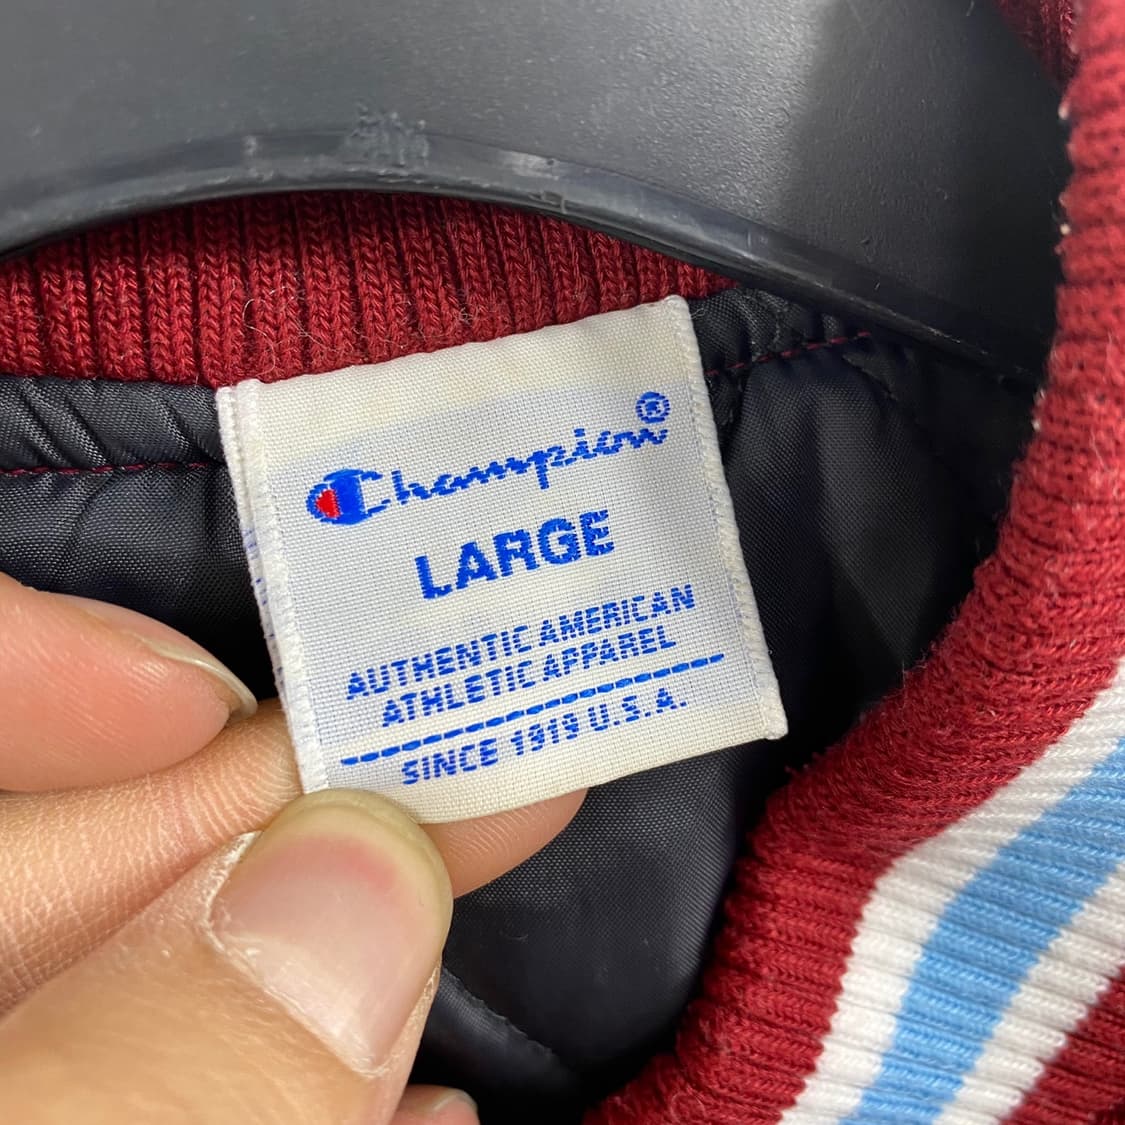 Champion®
LARGE
AUTHENTIC AMERICAN
ATHLETIC APPAREL
SINCE 1919 U.S.A.